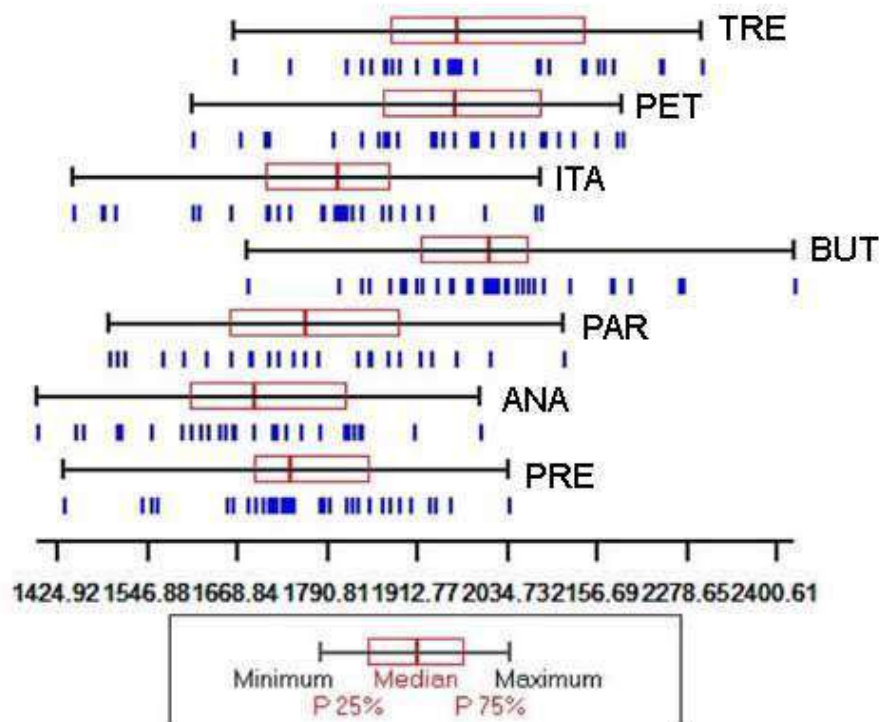 TRE
PET
ITA
BUT
PAR
ANA
PRE
1424.92 1546.88 1668.84 1790.81 1912.77 2034.73 2156.69 2278.65 2400.61
Minimum Median Maximum
P 25% P 75%